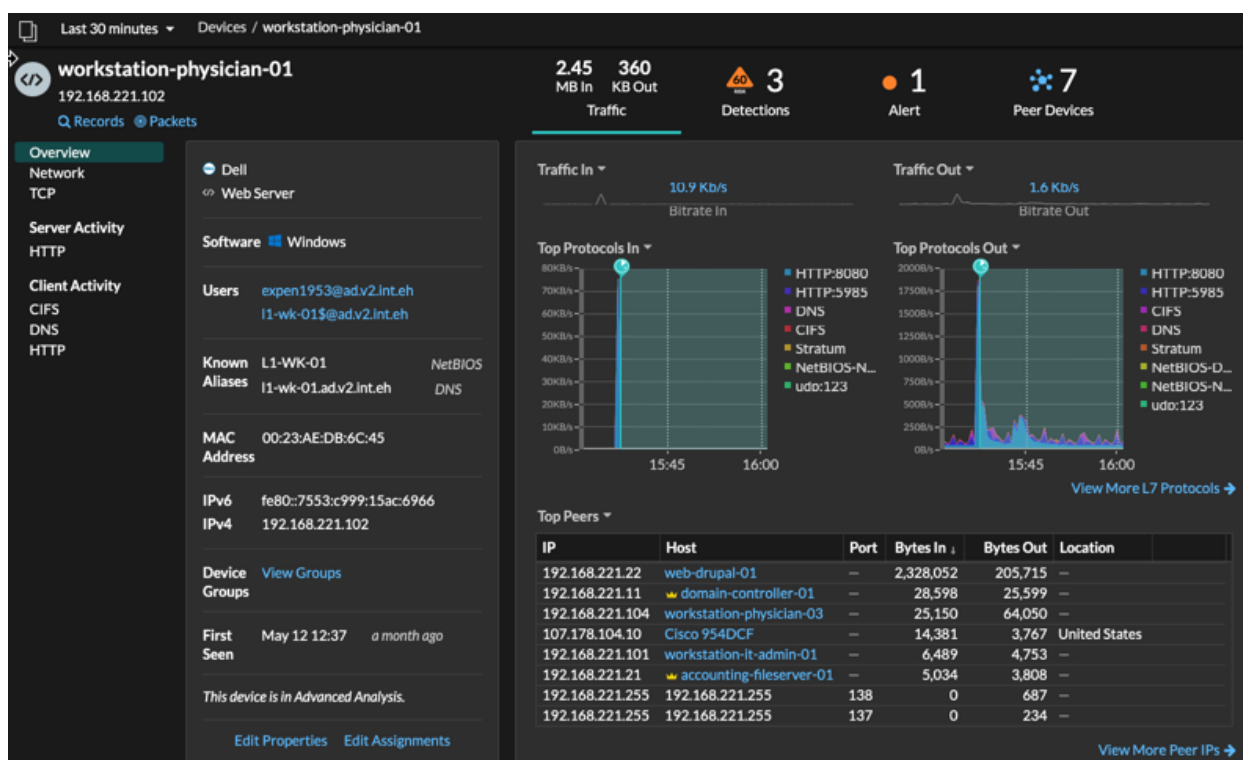 Last 30 minutes Devices / workstation-physician-01
workstation-physician-01
192.168.221.102
Records Packets
2.45 MB In 360 KB Out
Traffic
60 RISK 3
Detections
1
Alert
7
Peer Devices
Overview
Network
TCP
Server Activity
HTTP
Client Activity
CIFS
DNS
HTTP
Dell
Web Server
Software Windows
Users expen1953@ad.v2.int.eh
l1-wk-01$@ad.v2.int.eh
Known Aliases L1-WK-01 NetBIOS
l1-wk-01.ad.v2.int.eh DNS
MAC Address 00:23:AE:DB:6C:45
IPv6 fe80::7553:c999:15ac:6966
IPv4 192.168.221.102
Device Groups View Groups
First Seen May 12 12:37 a month ago
This device is in Advanced Analysis.
Edit Properties Edit Assignments
Traffic In
10.9 Kb/s
Bitrate In
Traffic Out
1.6 Kb/s
Bitrate Out
Top Protocols In
80KB/s
70KB/s
60KB/s
50KB/s
40KB/s
30KB/s
20KB/s
10KB/s
0B/s
15:45 16:00
HTTP:8080
HTTP:5985
DNS
CIFS
Stratum
NetBIOS-N...
udp:123
Top Protocols Out
2000B/s
1750B/s
1500B/s
1250B/s
1000B/s
750B/s
500B/s
250B/s
0B/s
15:45 16:00
HTTP:8080
HTTP:5985
CIFS
DNS
Stratum
NetBIOS-D...
NetBIOS-N...
udp:123
View More L7 Protocols
Top Peers
IP Host Port Bytes In ↓ Bytes Out Location
192.168.221.22 web-drupal-01 — 2,328,052 205,715 —
192.168.221.11 domain-controller-01 — 28,598 25,599 —
192.168.221.104 workstation-physician-03 — 25,150 64,050 —
107.178.104.10 Cisco 954DCF — 14,381 3,767 United States
192.168.221.101 workstation-it-admin-01 — 6,489 4,753 —
192.168.221.21 accounting-fileserver-01 — 5,034 3,808 —
192.168.221.255 192.168.221.255 138 0 687 —
192.168.221.255 192.168.221.255 137 0 234 —
View More Peer IPs